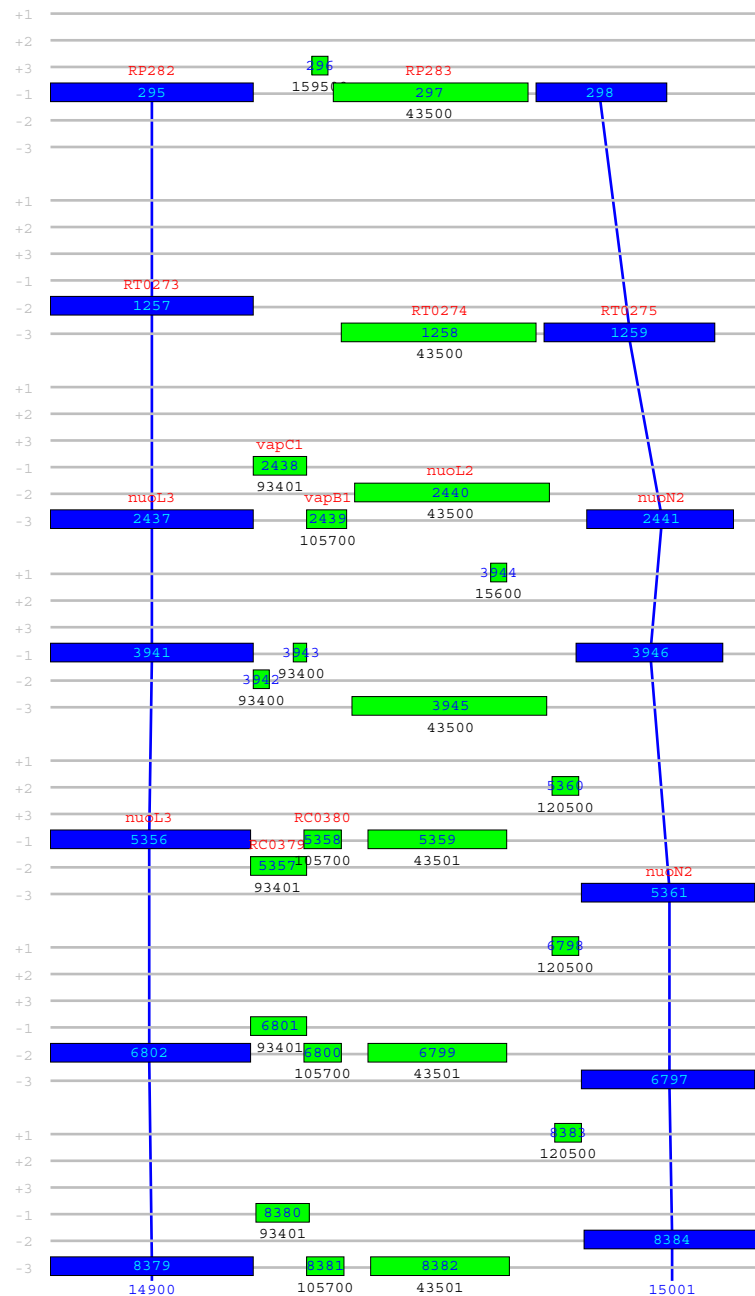 +1
+2
+3 296
RP282 159500 RP283
-1 295 297 298
43500
-2
-3
+1
+2
+3
-1
RT0273
-2 1257
RT0274 RT0275
-3 1258 1259
43500
+1
+2
+3
vapC1
-1 2438
93401 nuoL2
-2 2440
nuoL3 vapB1 43500 nuoN2
-3 2437 2439 2441
105700
+1 3944
15600
+2
+3
-1 3941 3943 3946
93400
-2 3942
93400
-3 3945
43500
+1
+2 5360
120500
+3
nuoL3 RC0380
-1 5356 5358 5359
RC0379 105700 43501
-2 5357
93401 nuoN2
-3 5361
+1 6798
120500
+2
+3
-1 6801
93401
-2 6802 6800 6799
105700 43501
-3 6797
+1 8383
120500
+2
+3
-1 8380
93401
-2 8384
-3 8379 8381 8382
14900 105700 43501 15001